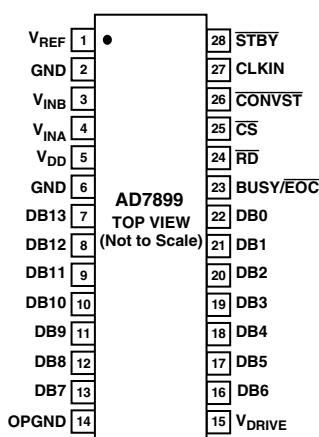 VREF 1 28 STBY
GND 2 27 CLKIN
VINB 3 26 CONVST
VINA 4 25 CS
VDD 5 24 RD
GND 6 23 BUSY/EOC
AD7899
TOP VIEW
(Not to Scale)
DB13 7 22 DB0
DB12 8 21 DB1
DB11 9 20 DB2
DB10 10 19 DB3
DB9 11 18 DB4
DB8 12 17 DB5
DB7 13 16 DB6
OPGND 14 15 VDRIVE